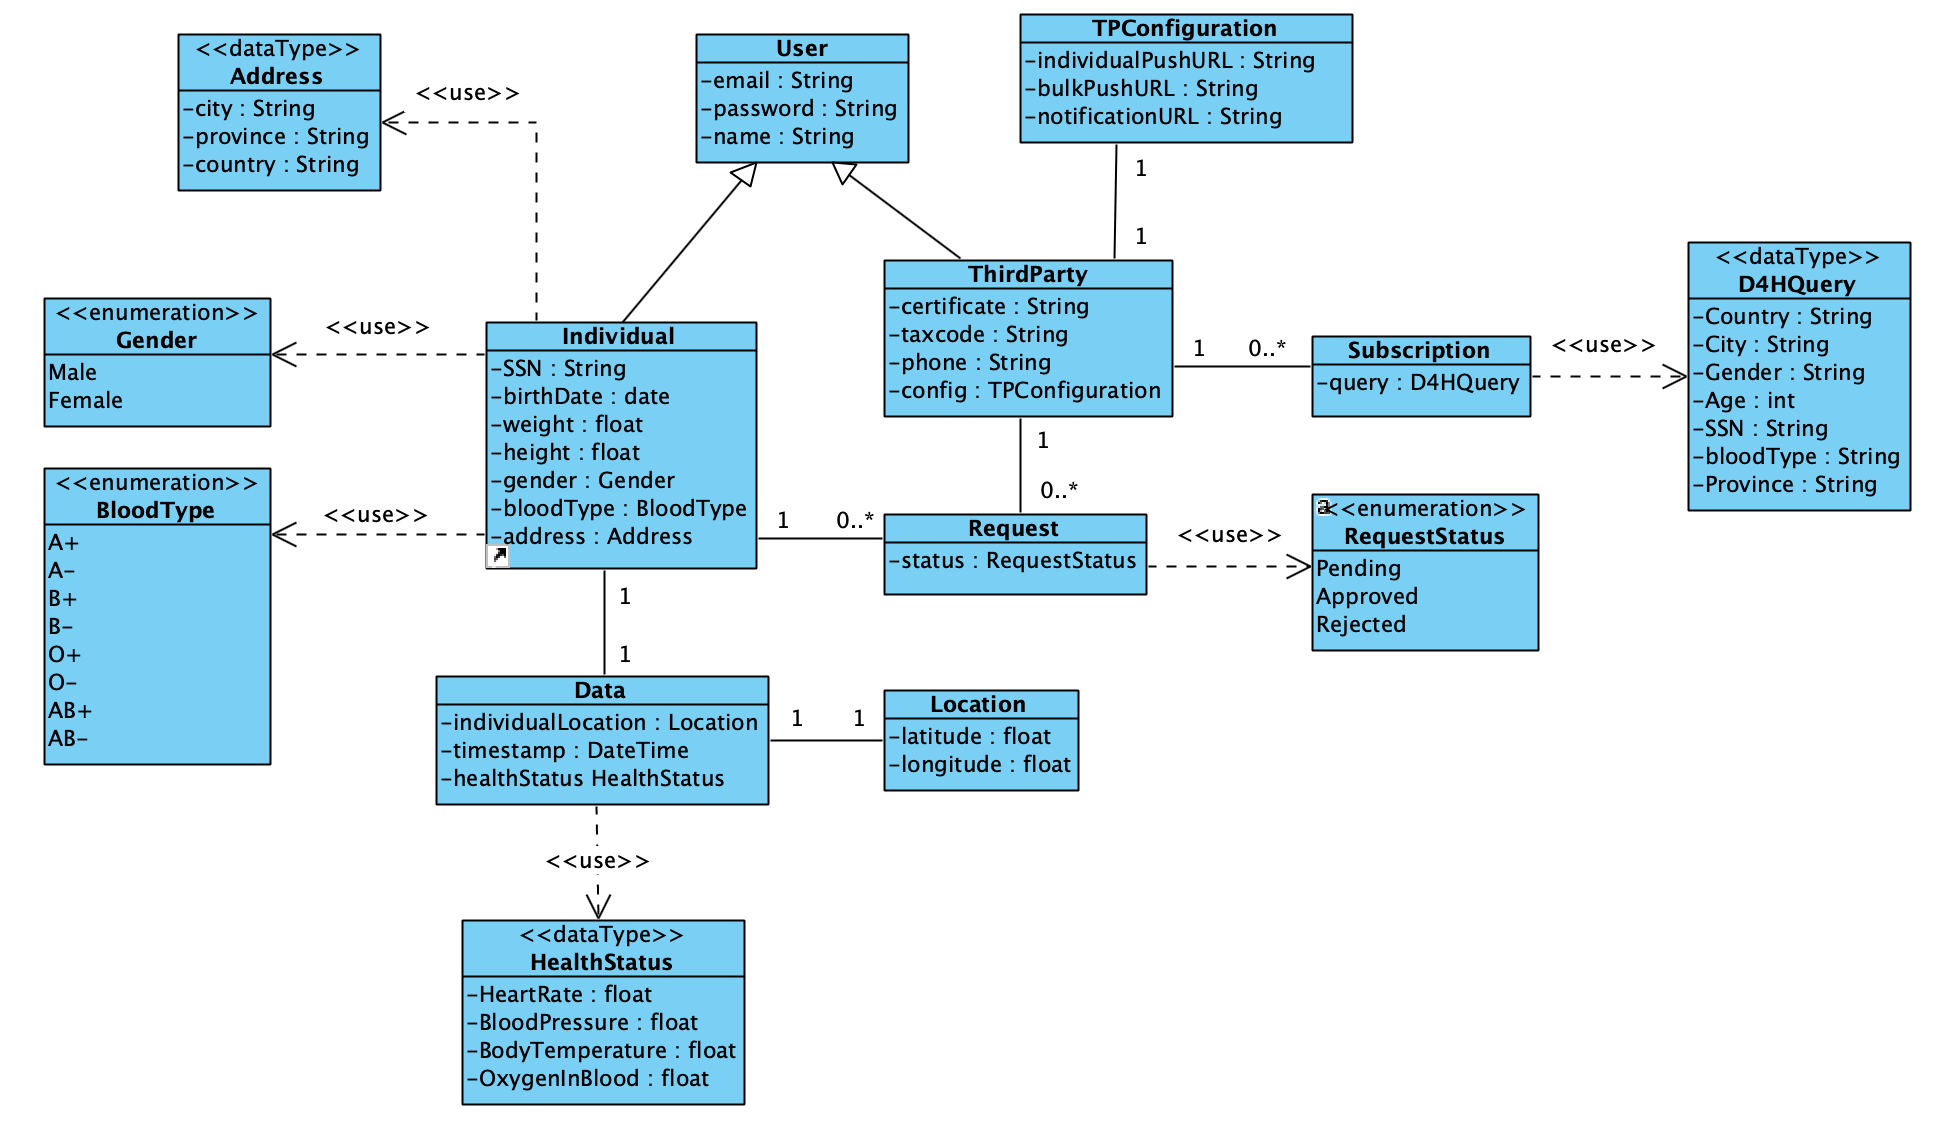 <<dataType>>
Address
-city : String
-province : String
-country : String
<<use>>
User
-email : String
-password : String
-name : String
TPConfiguration
-individualPushURL : String
-bulkPushURL : String
-notificationURL : String
1
1
<<enumeration>>
Gender
Male
Female
<<use>>
Individual
-SSN : String
-birthDate : date
-weight : float
-height : float
-gender : Gender
-bloodType : BloodType
-address : Address
ThirdParty
-certificate : String
-taxcode : String
-phone : String
-config : TPConfiguration
1 0..*
Subscription
-query : D4HQuery
<<use>>
<<dataType>>
D4HQuery
-Country : String
-City : String
-Gender : String
-Age : int
-SSN : String
-bloodType : String
-Province : String
1
0..*
<<enumeration>>
BloodType
A+
A-
B+
B-
O+
O-
AB+
AB-
<<use>>
1 0..*
Request
-status : RequestStatus
<<use>>
<<enumeration>>
RequestStatus
Pending
Approved
Rejected
1
1
Data
-individualLocation : Location
-timestamp : DateTime
-healthStatus HealthStatus
1 1
Location
-latitude : float
-longitude : float
<<use>>
<<dataType>>
HealthStatus
-HeartRate : float
-BloodPressure : float
-BodyTemperature : float
-OxygenInBlood : float